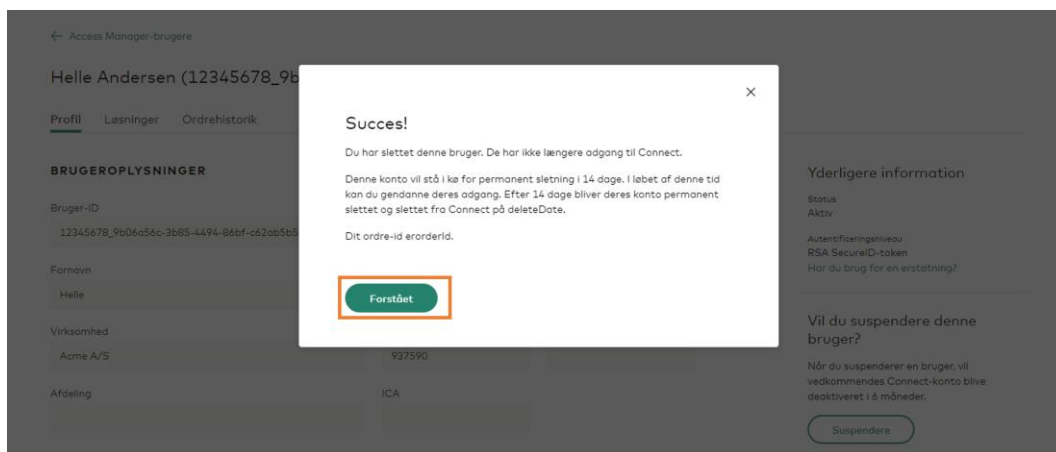 ← Access Manager-brugere
Helle Andersen (12345678_9b
Profil Løsninger Ordrehistorik
BRUGEROPLYSNINGER
Bruger-ID
12345678_9b06a56c-3b85-4494-86bf-c62ab5b5
Fornavn
Helle
Virksomhed
Acme A/S
937590
Afdeling
ICA
×
Succes!
Du har slettet denne bruger. De har ikke længere adgang til Connect.
Denne konto vil stå i kø for permanent sletning i 14 dage. I løbet af denne tid
kan du gendanne deres adgang. Efter 14 dage bliver deres konto permanent
slettet og slettet fra Connect på deleteDate.
Dit ordre-id erorderId.
Forstået
Yderligere information
Status
Aktiv
Autentificeringsniveau
RSA SecureID-token
Har du brug for en erstatning?
Vil du suspendere denne
bruger?
Når du suspenderer en bruger, vil
vedkommendes Connect-konto blive
deaktiveret i 6 måneder.
Suspendere